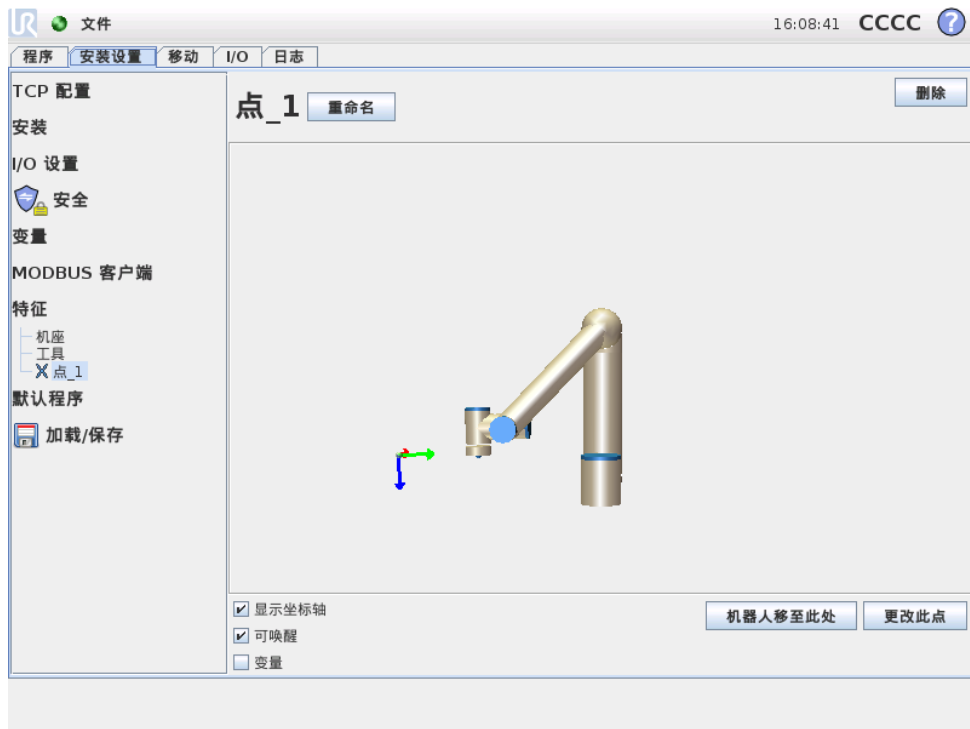 UR 文件 16:08:41 CCCC ?
程序 安装设置 移动 I/O 日志
TCP 配置
安装
I/O 设置
安全
变量
MODBUS 客户端
特征
机座
工具
点_1
默认程序
加载/保存
点_1 重命名 删除
显示坐标轴
可唤醒
变量
机器人移至此处 更改此点